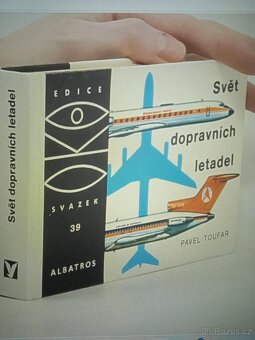 Svět dopravních letadel
EDICE
OKO
SVAZEK
39
ALBATROS
Svět
dopravních
letadel
PAVEL TOUFAR
© Bazos.cz